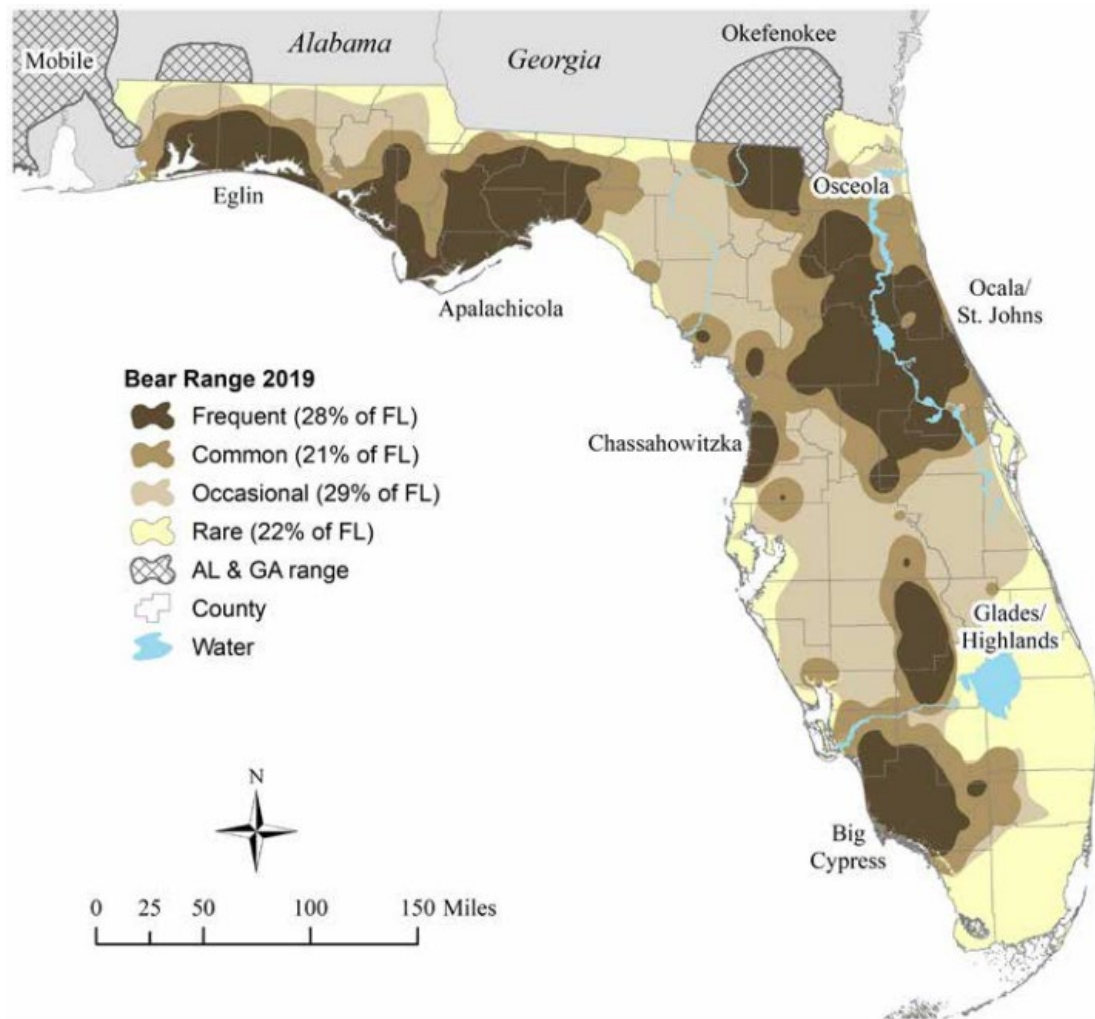 Alabama
Okefenokee
Mobile
Georgia
Eglin
Osceola
Apalachicola
Ocala/
St. Johns
Bear Range 2019
Frequent (28% of FL)
Common (21% of FL)
Chassahowitzka
Occasional (29% of FL)
Rare (22% of FL)
AL & GA range
County
Water
Glades/
Highlands
N
Big
Cypress
0 25 50 100 150 Miles